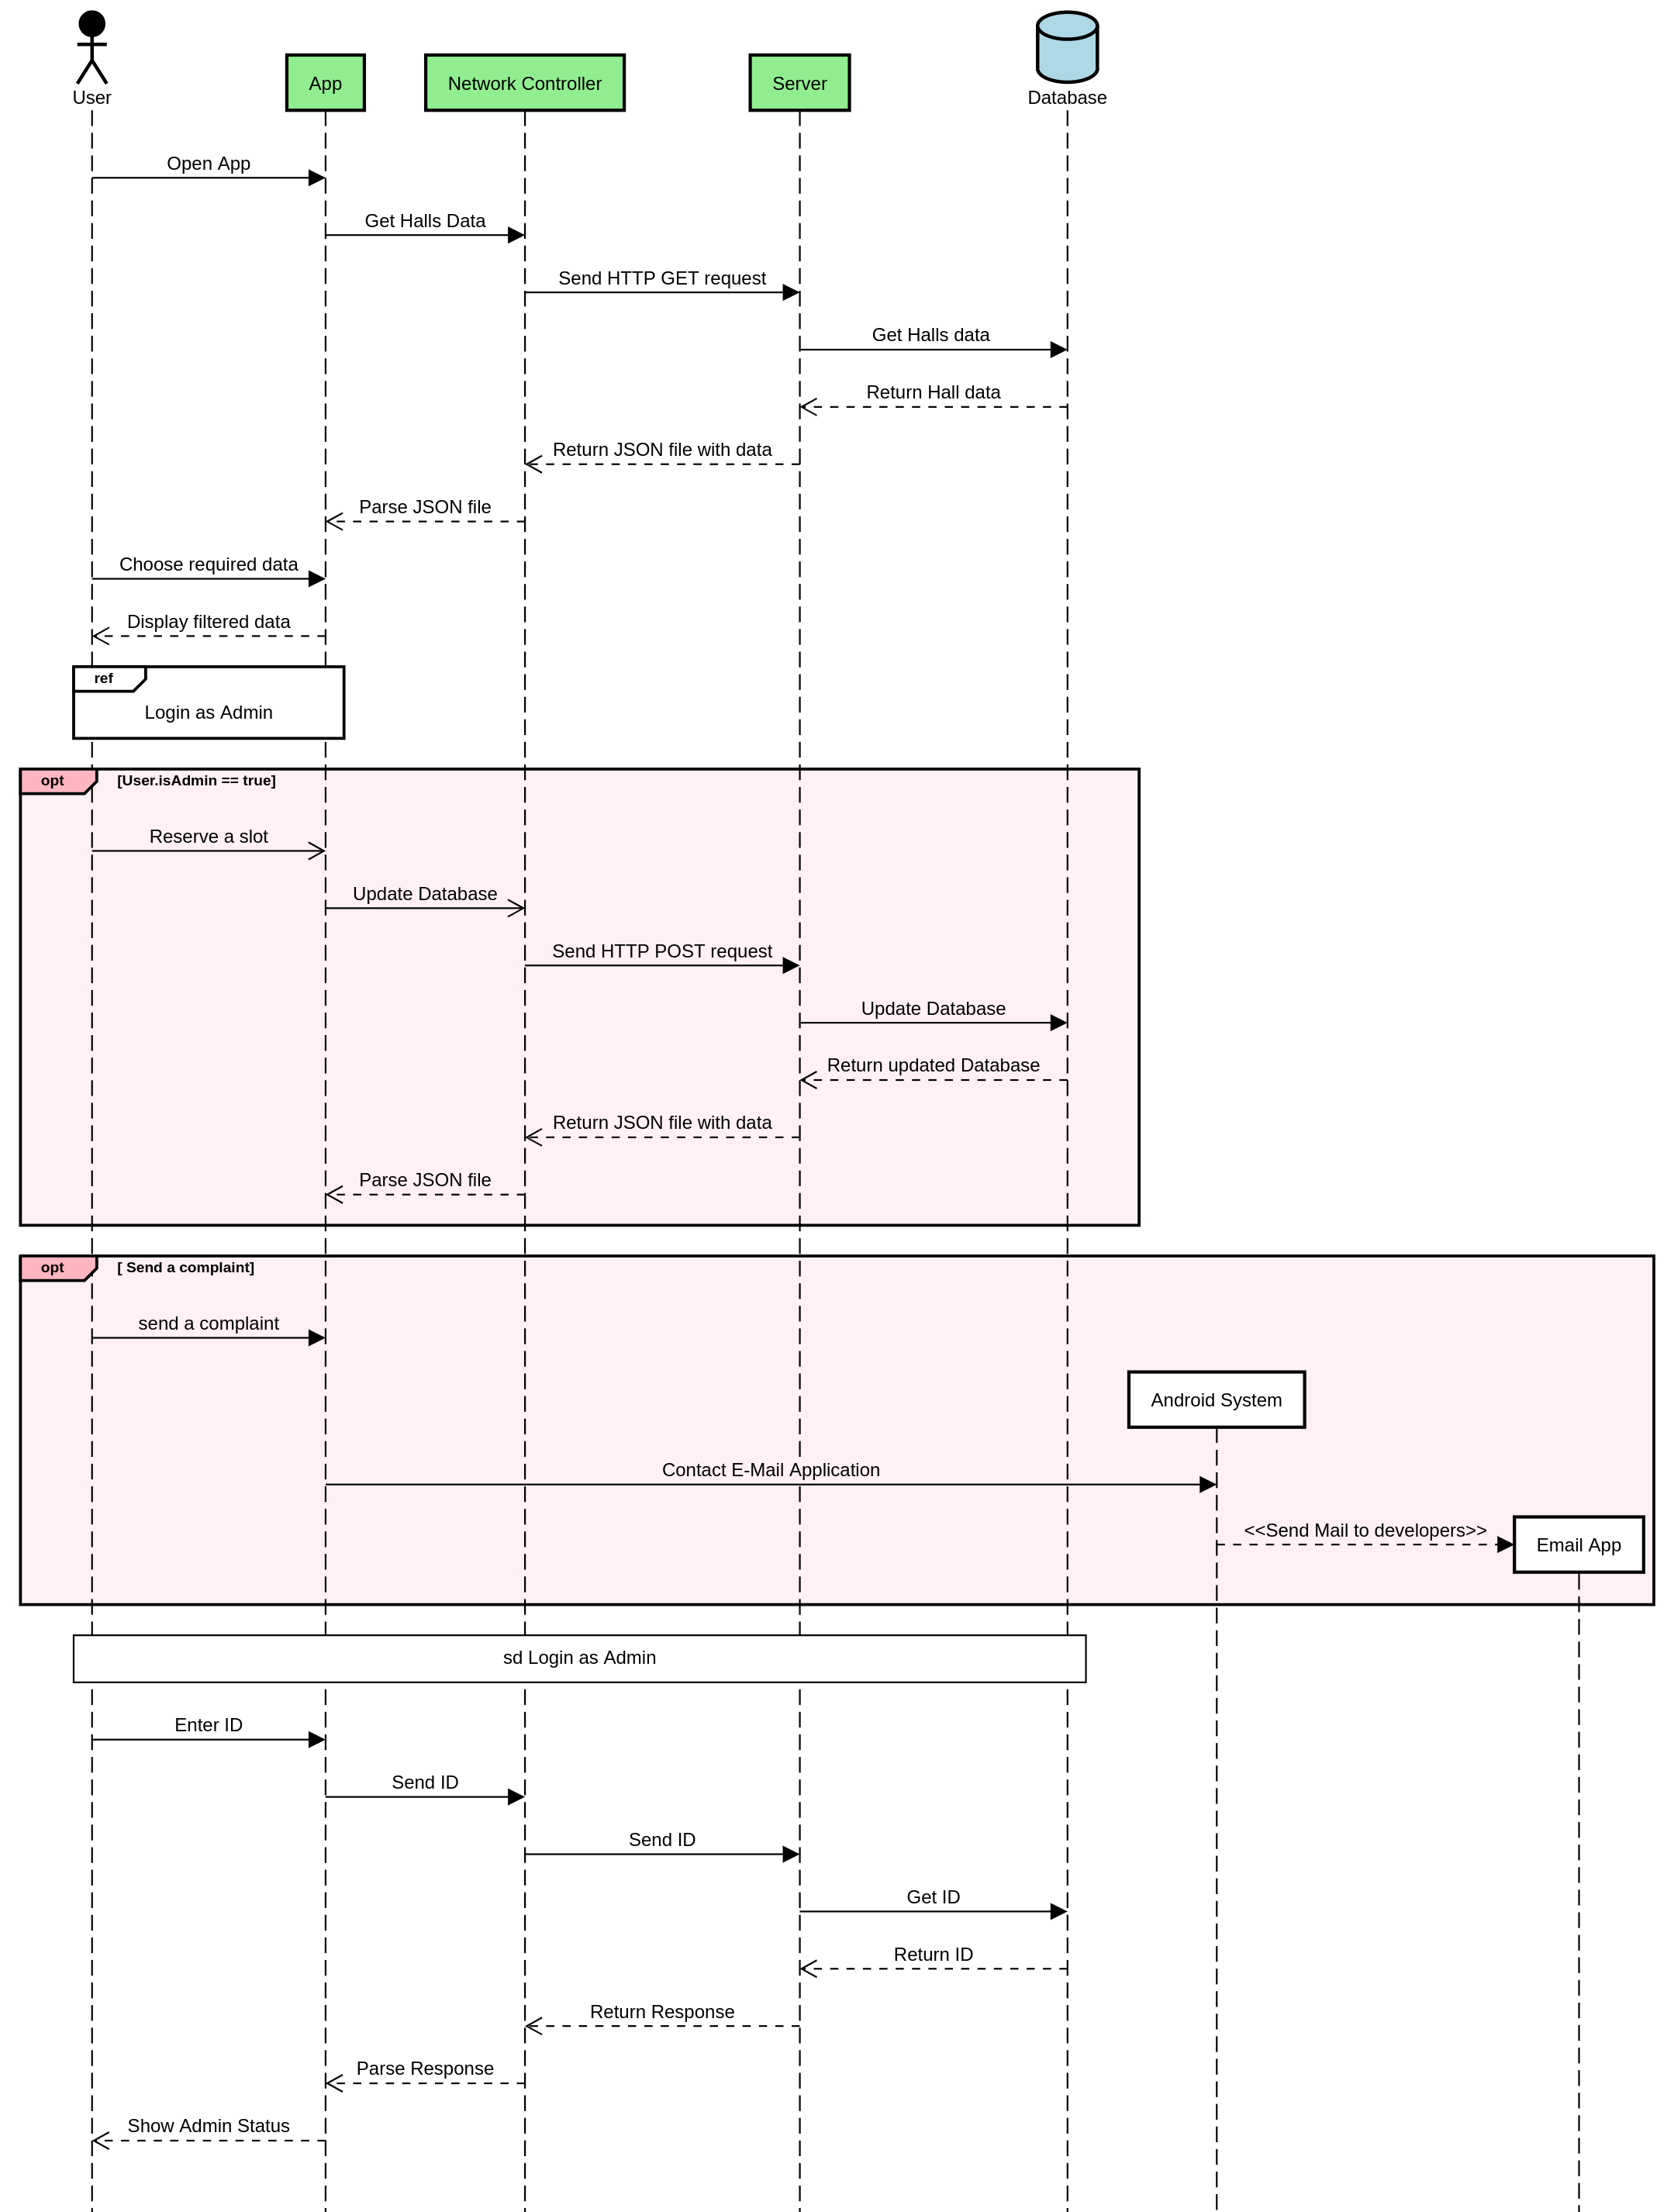 User
App
Network Controller
Server
Database
Open App
Get Halls Data
Send HTTP GET request
Get Halls data
Return Hall data
Return JSON file with data
Parse JSON file
Choose required data
Display filtered data
ref
Login as Admin
opt
[User.isAdmin == true]
Reserve a slot
Update Database
Send HTTP POST request
Update Database
Return updated Database
Return JSON file with data
Parse JSON file
opt
[ Send a complaint]
send a complaint
Android System
Contact E-Mail Application
<<Send Mail to developers>>
Email App
sd Login as Admin
Enter ID
Send ID
Send ID
Get ID
Return ID
Return Response
Parse Response
Show Admin Status